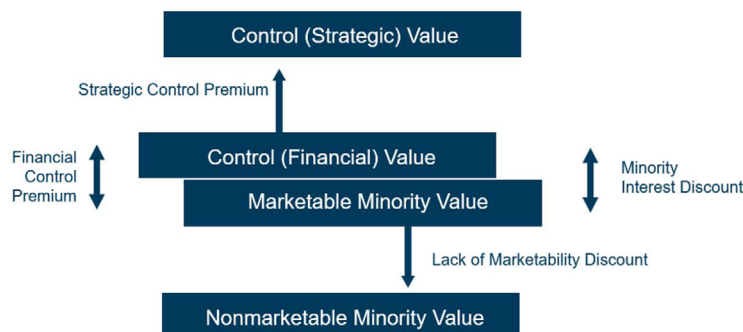 Control (Strategic) Value
Strategic Control Premium
Control (Financial) Value
Financial
Control
Premium
Minority
Interest Discount
Marketable Minority Value
Lack of Marketability Discount
Nonmarketable Minority Value